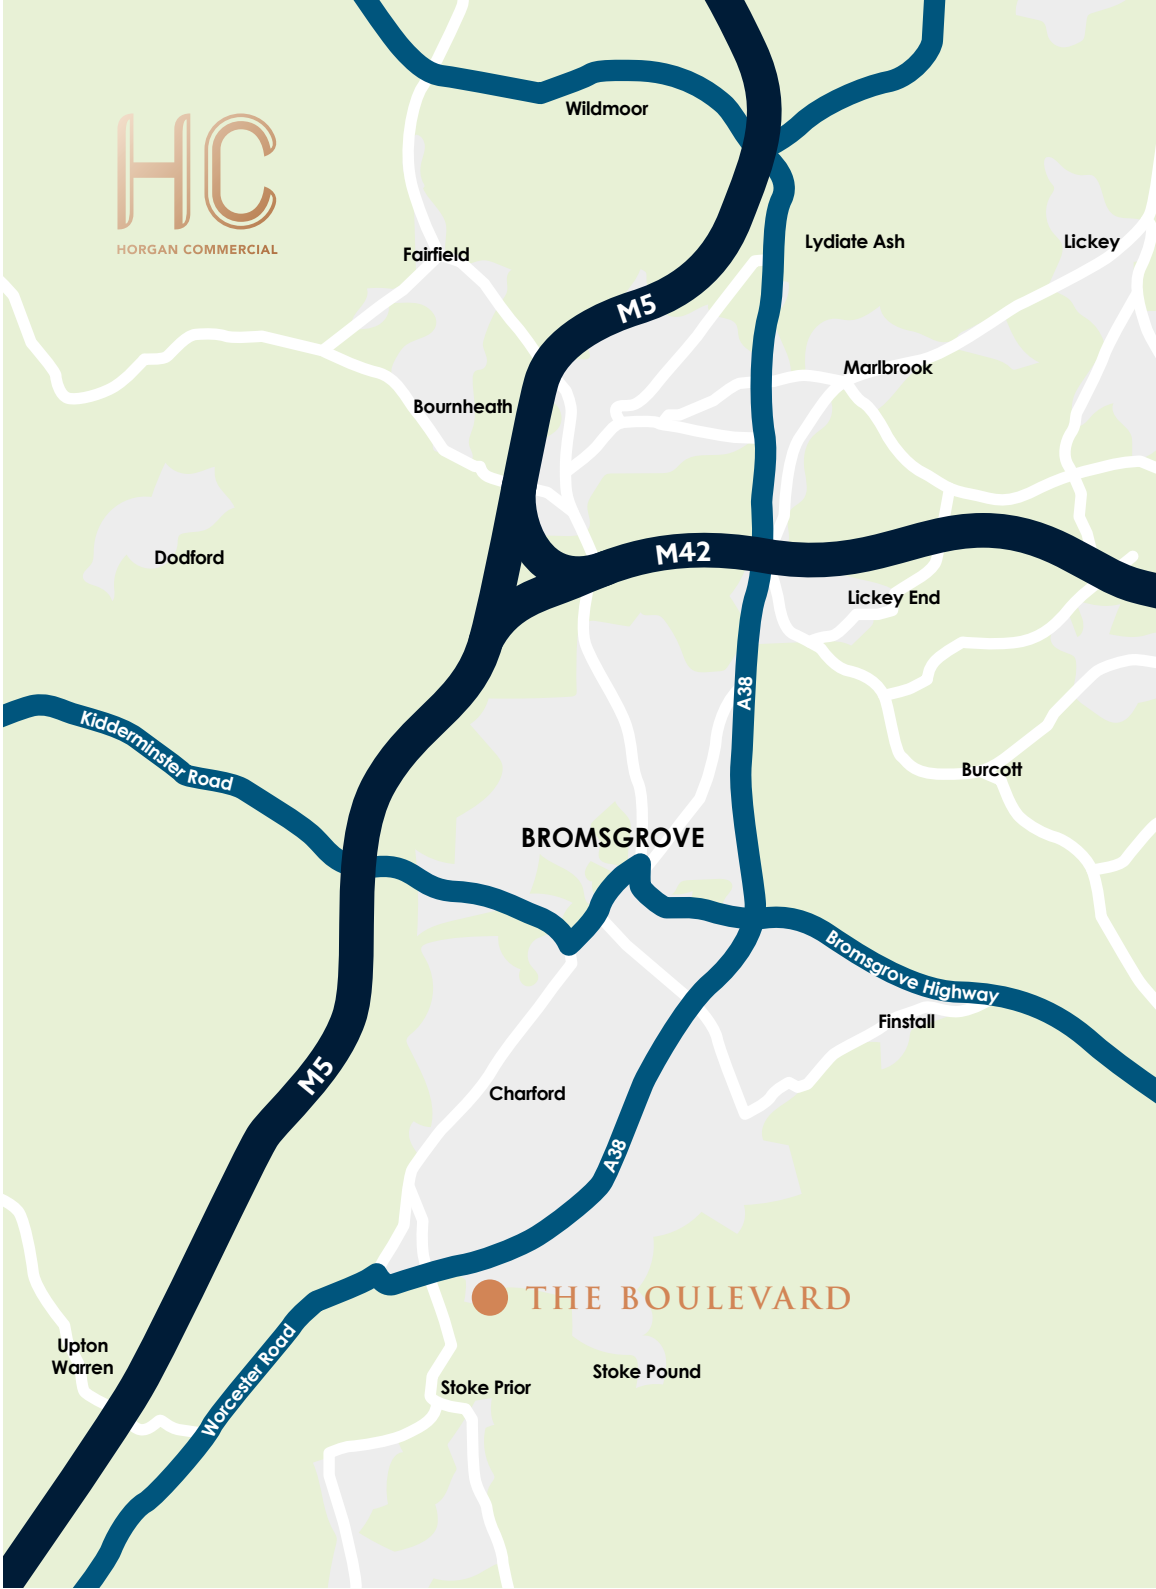 Wildmoor
HC
HORGAN COMMERCIAL
Fairfield
Lydiate Ash
Lickey
M5
Marlbrook
Bournheath
Dodford
M42
Lickey End
A38
Kidderminster Road
Burcott
BROMSGROVE
Bromsgrove Highway
Finstall
M5
Charford
A38
THE BOULEVARD
Upton
Warren
Worcester Road
Stoke Pound
Stoke Prior